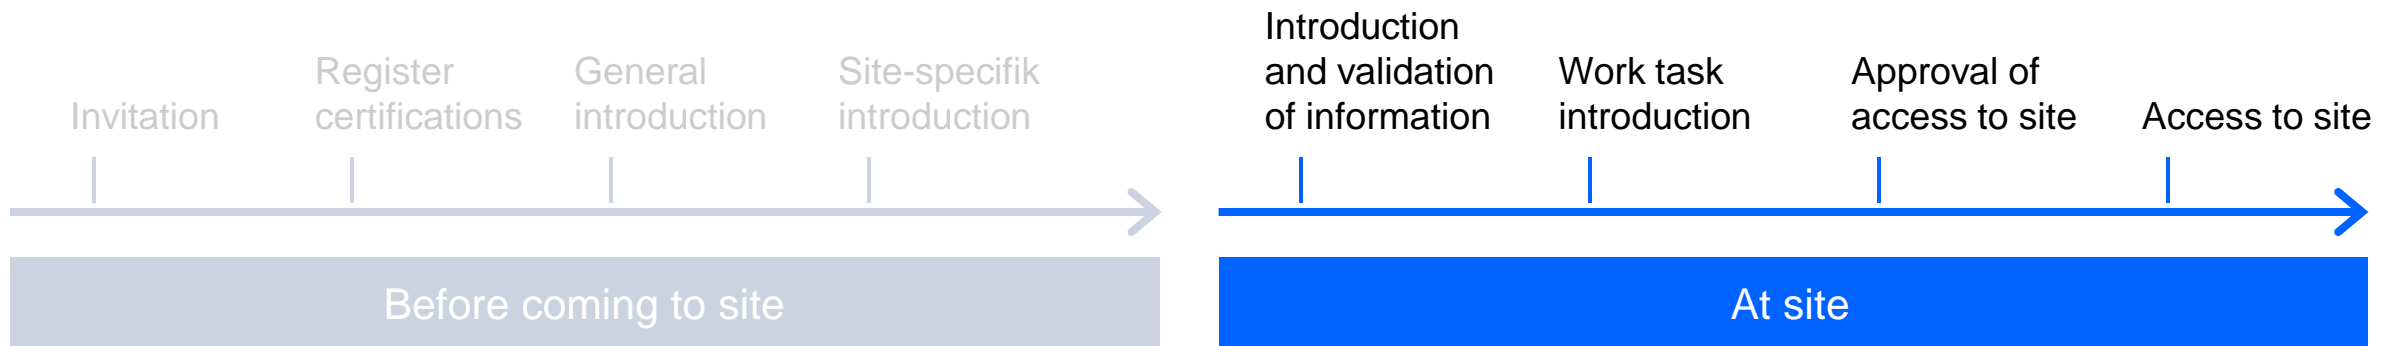 Invitation
Register
certifications
General
introduction
Site-specifik
introduction
Introduction
and validation
of information
Work task
introduction
Approval of
access to site
Access to site
Before coming to site
At site